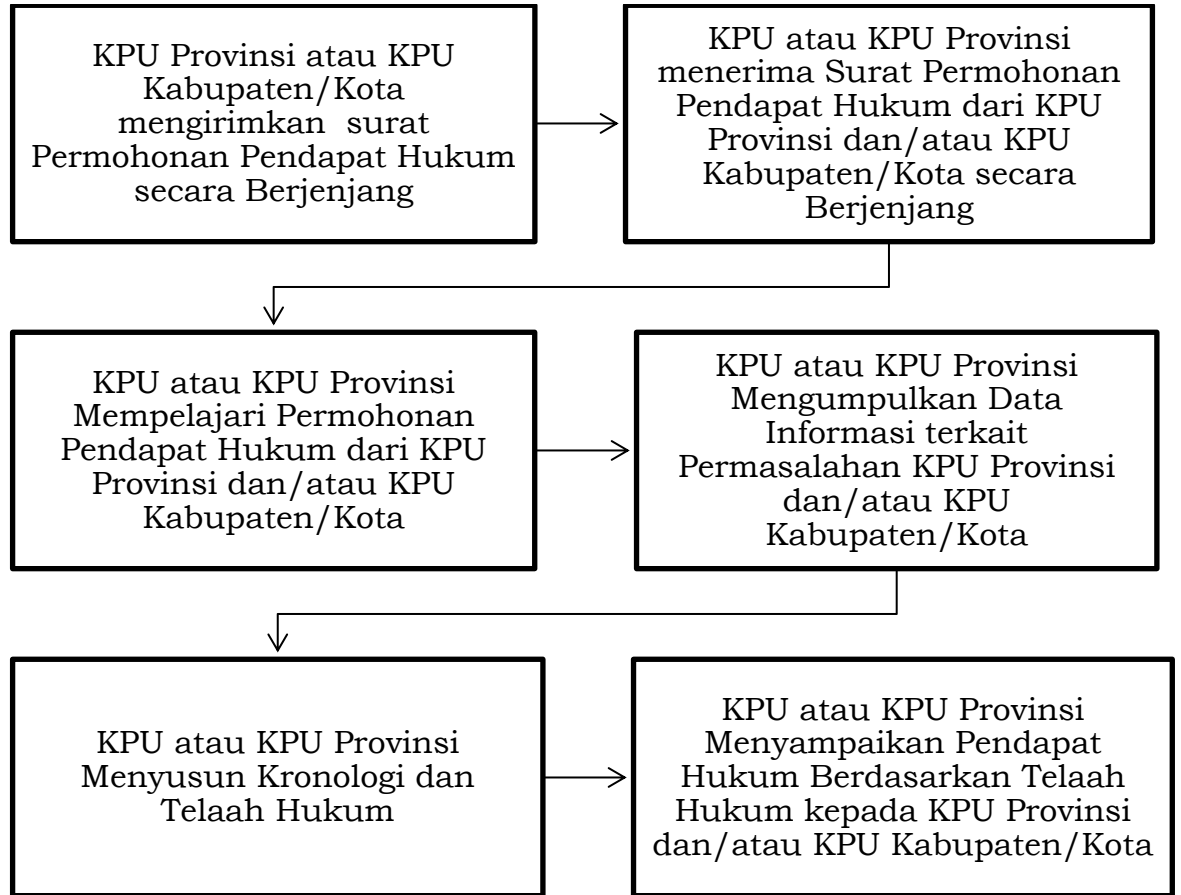 KPU Provinsi atau KPU
Kabupaten/Kota
mengirimkan surat
Permohonan Pendapat Hukum
secara Berjenjang
KPU atau KPU Provinsi
menerima Surat Permohonan
Pendapat Hukum dari KPU
Provinsi dan/atau KPU
Kabupaten/Kota secara
Berjenjang
KPU atau KPU Provinsi
Mempelajari Permohonan
Pendapat Hukum dari KPU
Provinsi dan/atau KPU
Kabupaten/Kota
KPU atau KPU Provinsi
Mengumpulkan Data
Informasi terkait
Permasalahan KPU Provinsi
dan/atau KPU
Kabupaten/Kota
KPU atau KPU Provinsi
Menyusun Kronologi dan
Telaah Hukum
KPU atau KPU Provinsi
Menyampaikan Pendapat
Hukum Berdasarkan Telaah
Hukum kepada KPU Provinsi
dan/atau KPU Kabupaten/Kota